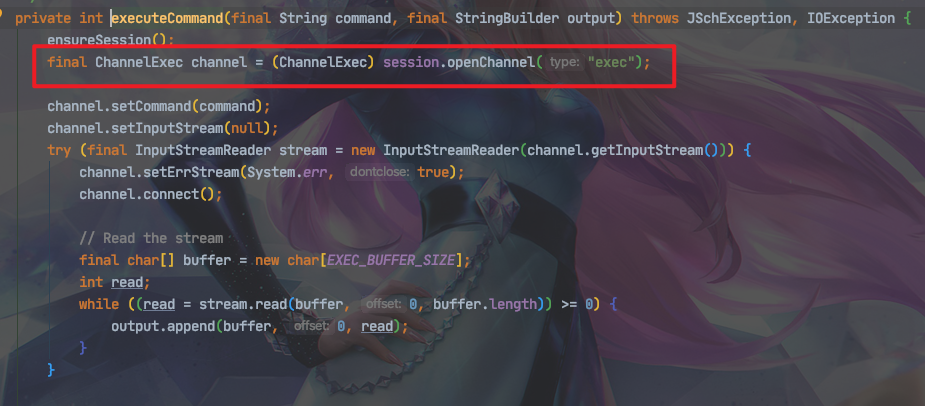 private int executeCommand(final String command, final StringBuilder output) throws JSchException, IOException {
ensureSession();
final ChannelExec channel = (ChannelExec) session.openChannel( type: "exec");
channel.setCommand(command);
channel.setInputStream(null);
try (final InputStreamReader stream = new InputStreamReader(channel.getInputStream())) {
channel.setErrStream(System.err, dontclose: true);
channel.connect();
// Read the stream
final char[] buffer = new char[EXEC_BUFFER_SIZE];
int read;
while ((read = stream.read(buffer, offset: 0, buffer.length)) >= 0) {
output.append(buffer, offset: 0, read);
}
}